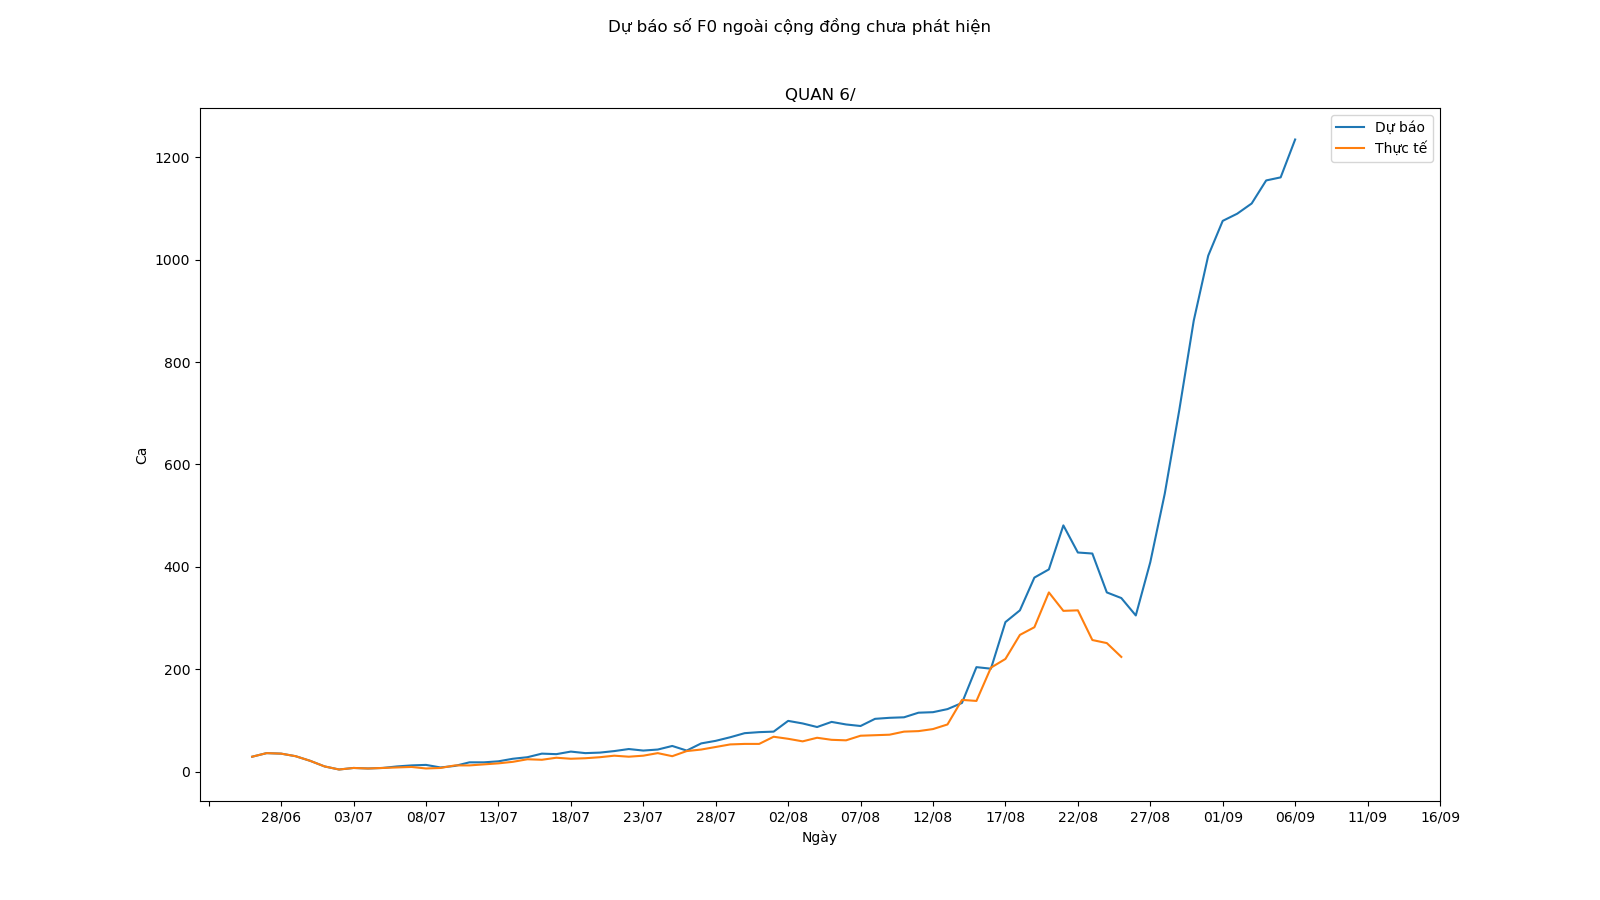 Dự báo số F0 ngoài cộng đồng chưa phát hiện
QUAN 6/
Dự báo
Thực tế
1200
1000
800
600
400
200
0
Ca
28/06 03/07 08/07 13/07 18/07 23/07 28/07 02/08 07/08 12/08 17/08 22/08 27/08 01/09 06/09 11/09 16/09
Ngày